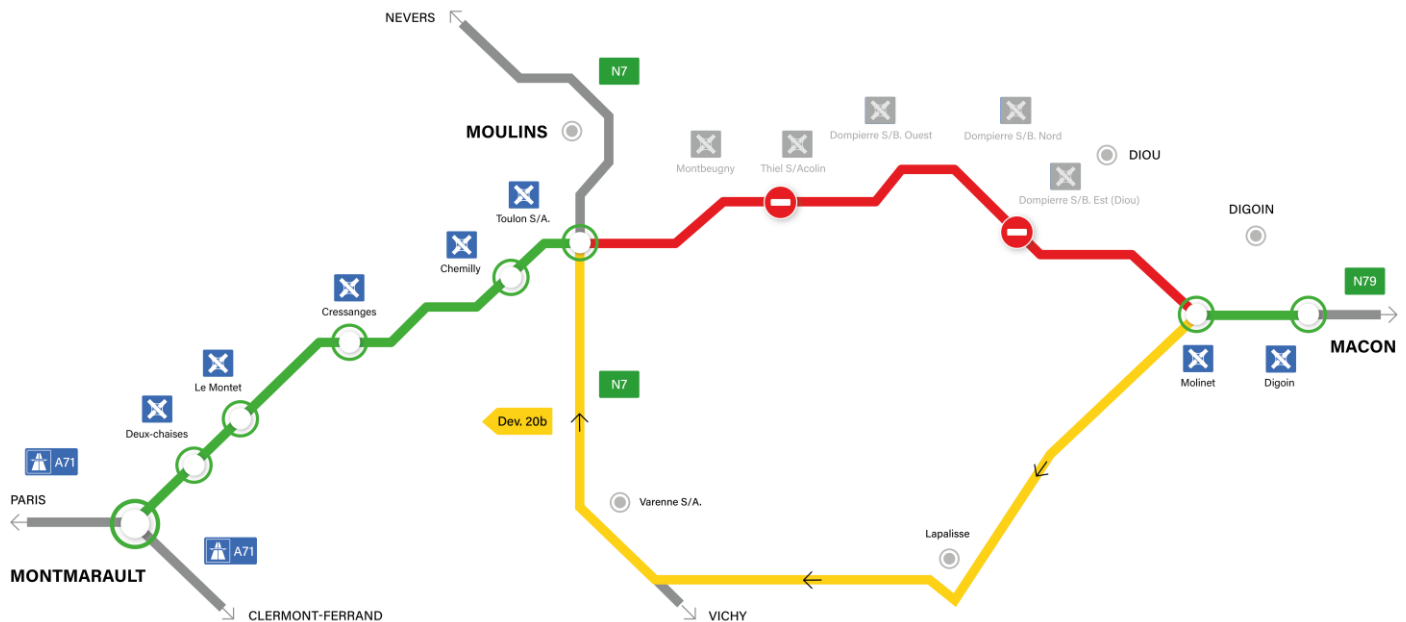 NEVERS
N7
MOULINS
Montbeugny
Thiel S/Acolin
Dompierre S/B. Ouest
Dompierre S/B. Nord
DIOU
Dompierre S/B. Est (Diou)
Toulon S/A.
DIGOIN
Chemilly
N79
Cressanges
MACON
Molinet
Digoin
Le Montet
N7
Deux-chaises
Dev. 20b
A71
PARIS
Varenne S/A.
Lapalisse
A71
MONTMARAULT
CLERMONT-FERRAND
VICHY